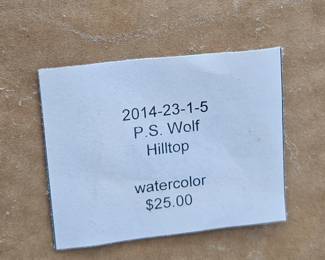 2014-23-1-5
P.S. Wolf
Hilltop
watercolor
$25.00